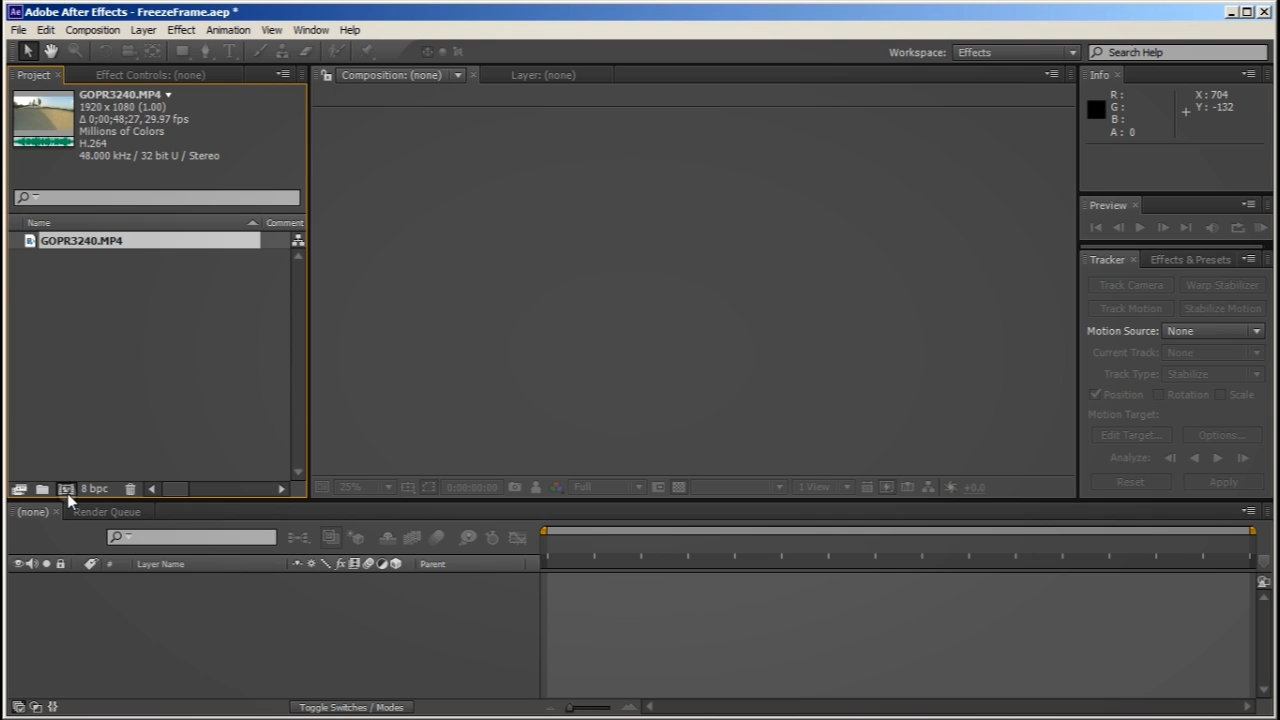 Ae Adobe After Effects - FreezeFrame.aep *
File Edit Composition Layer Effect Animation View Window Help
Workspace: Effects Search Help
Project Effect Controls: (none) Composition: (none) Layer: (none) Info
GOPR3240.MP4
1920 x 1080 (1.00)
Δ 0;00;48;27, 29.97 fps
Millions of Colors
H.264
48.000 kHz / 32 bit U / Stereo
R :
G :
B :
A : 0
X : 704
Y : -132
Preview
Name Comment
GOPR3240.MP4
Tracker Effects & Presets
Track Camera Warp Stabilizer
Track Motion Stabilize Motion
Motion Source: None
Current Track: None
Track Type: Stabilize
Position Rotation Scale
Motion Target:
Edit Target... Options...
Analyze:
Reset Apply
8 bpc 25% 0:00:00:00 Full 1 View +0.0
(none) Render Queue
# Layer Name fx Parent
Toggle Switches / Modes